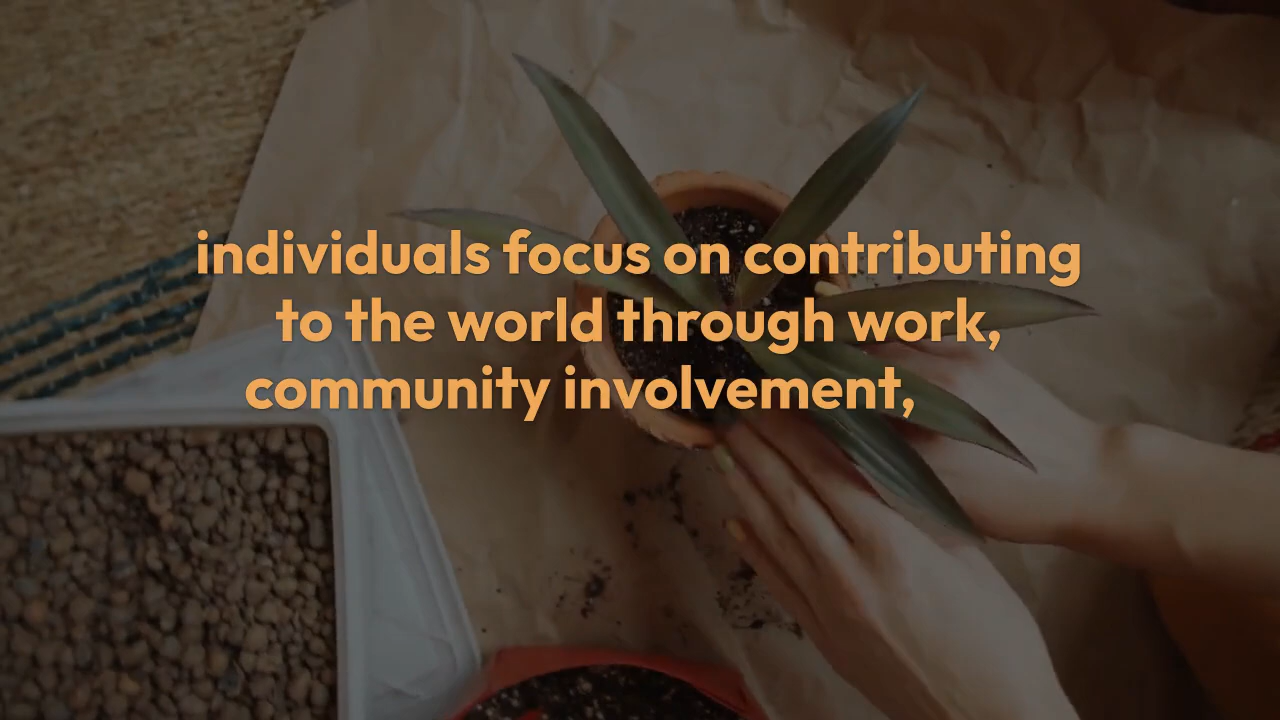 individuals focus on contributing
to the world through work,
community involvement,